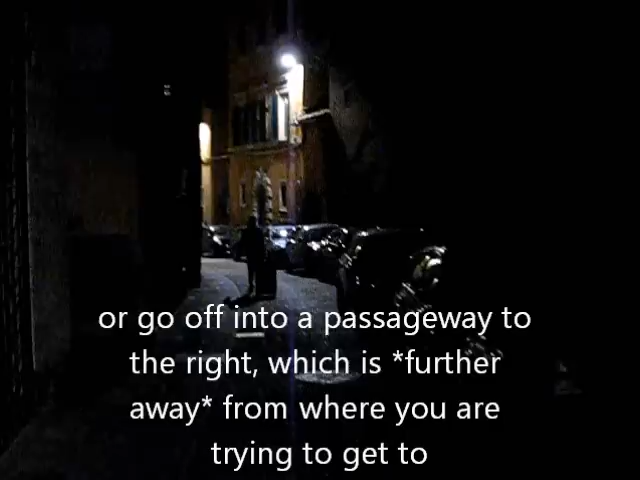 or go off into a passageway to
the right, which is *further
away* from where you are
trying to get to